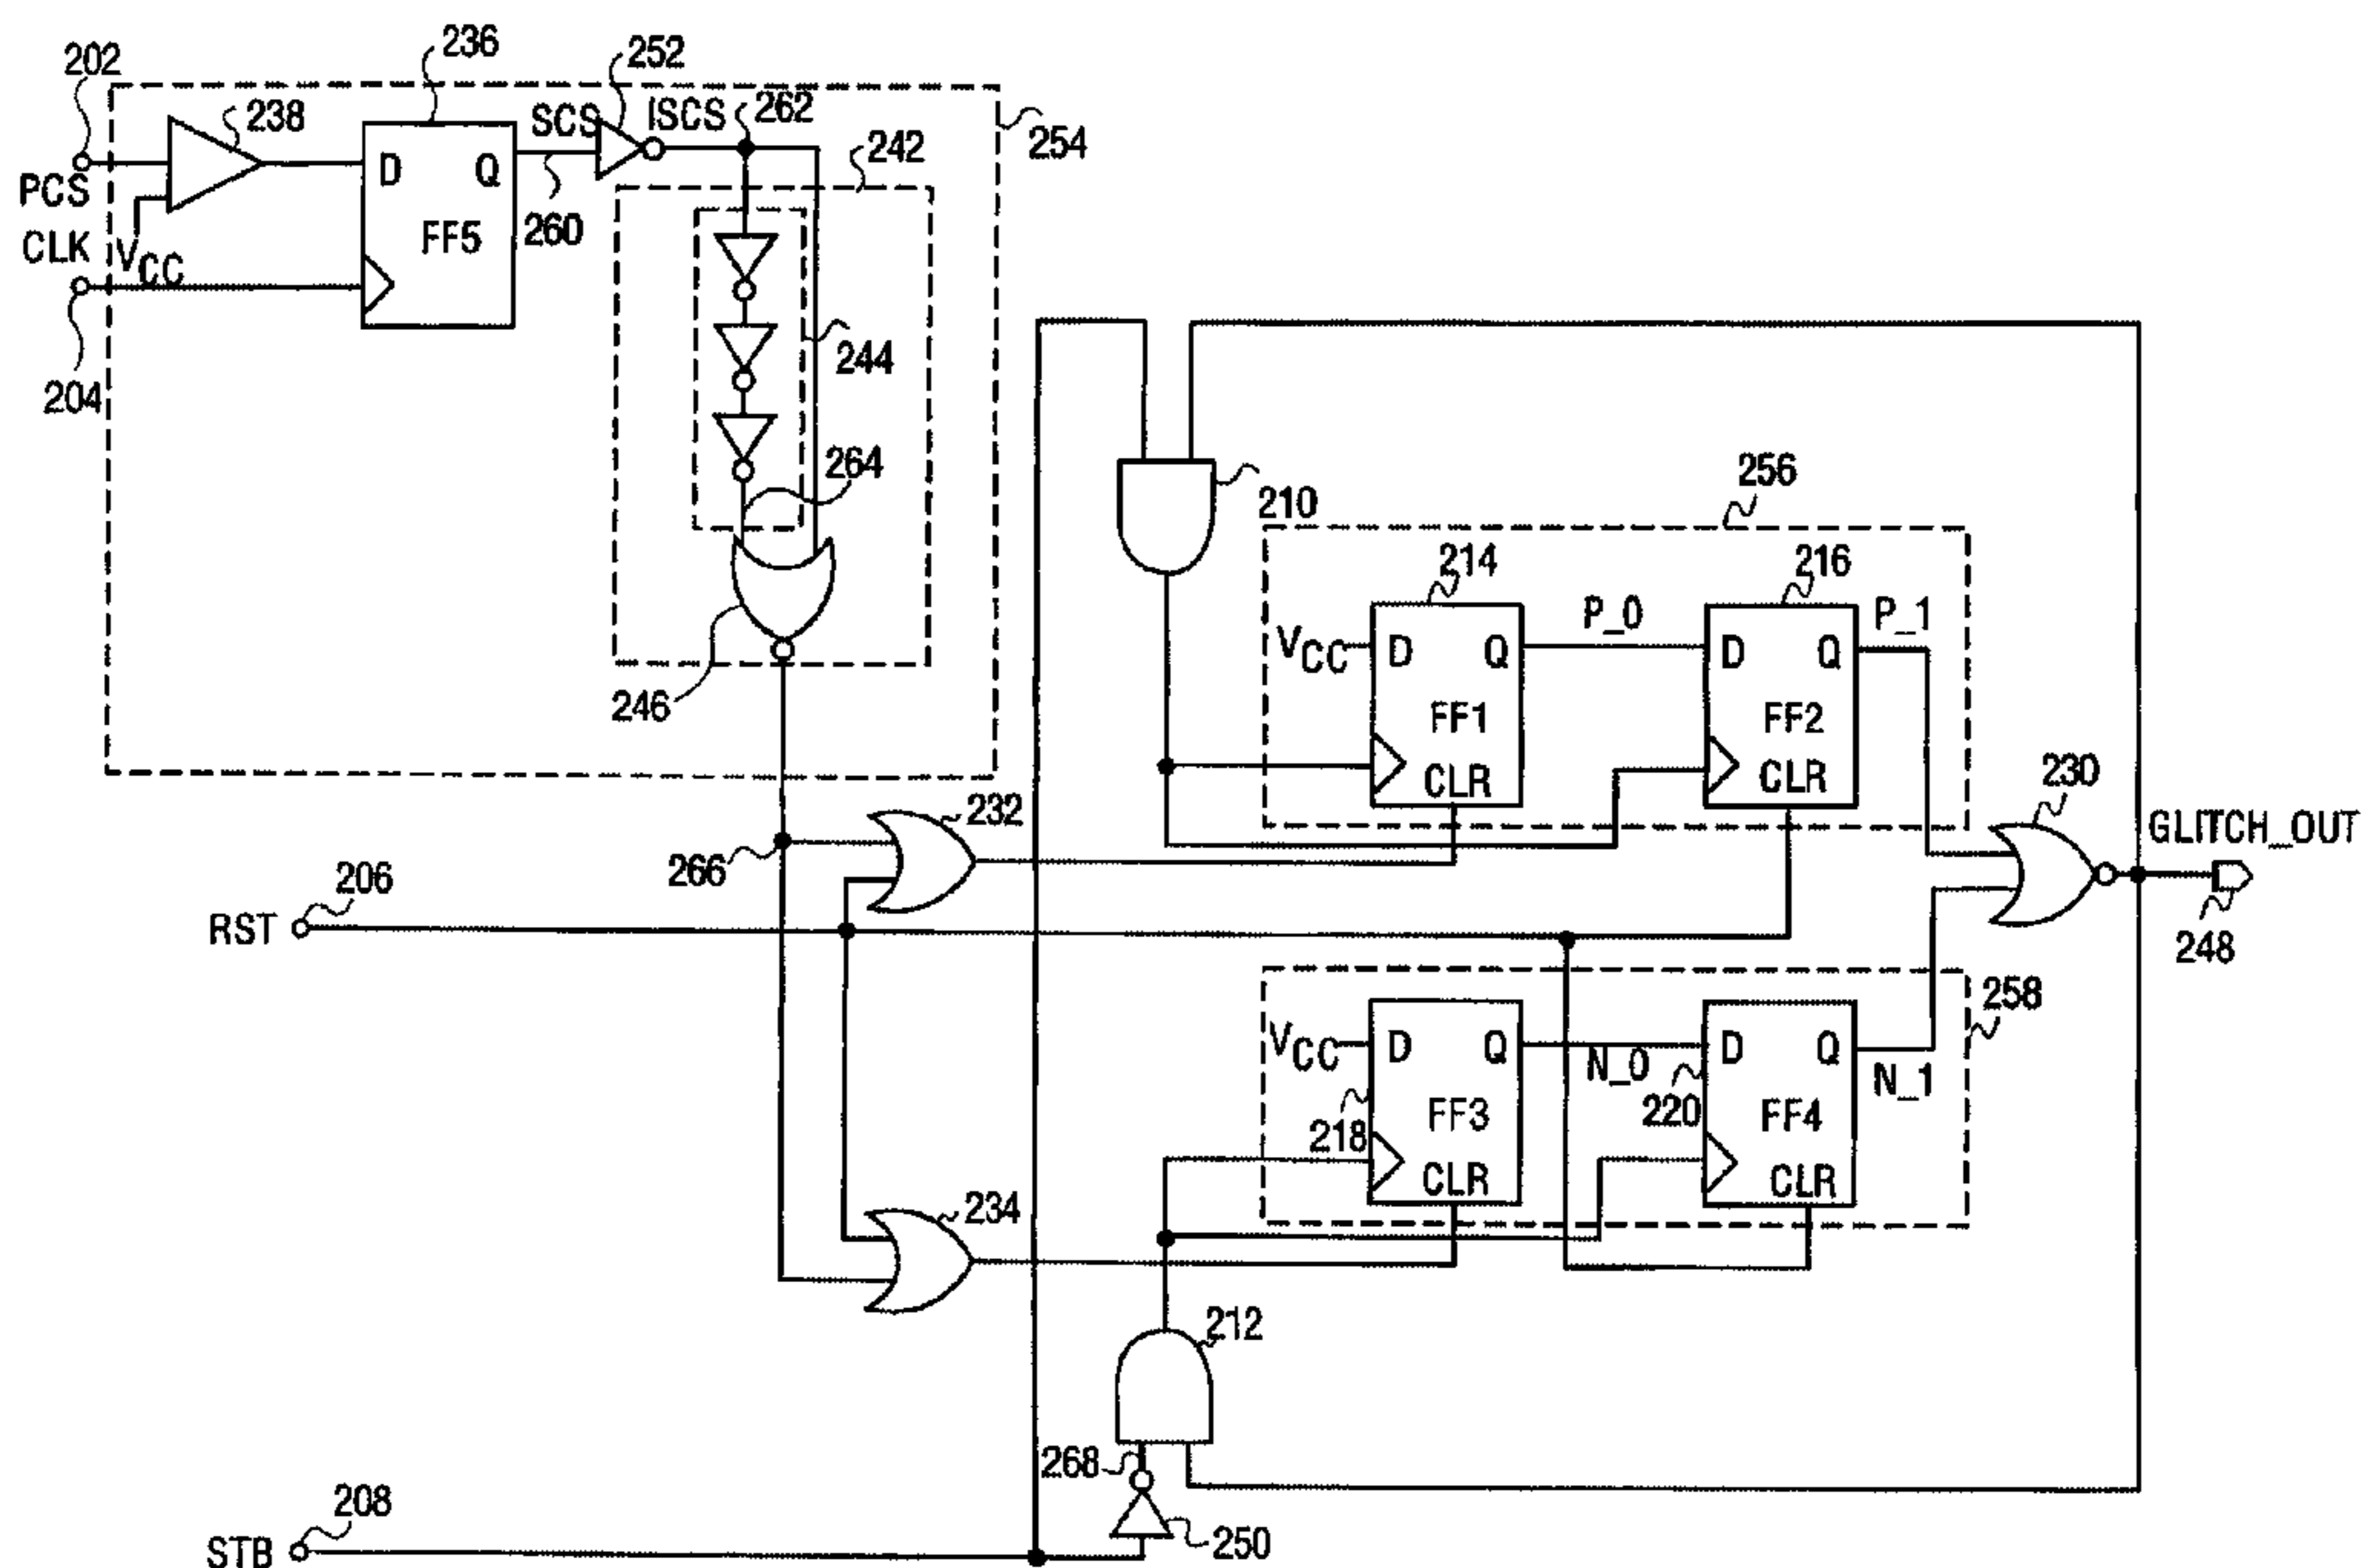 202
236
252
238
SCS
ISCS
262
254
242
PCS
D
Q
CLK
VCC
FF5
260
204
244
264
210
256
246
214
216
VCC
D
Q
P_0
D
Q
P_1
FF1
CLR
FF2
CLR
230
GLITCH_OUT
248
232
266
206
RST
258
VCC
D
Q
N_0
220
D
Q
N_1
218
FF3
CLR
FF4
CLR
234
212
268
250
208
STB